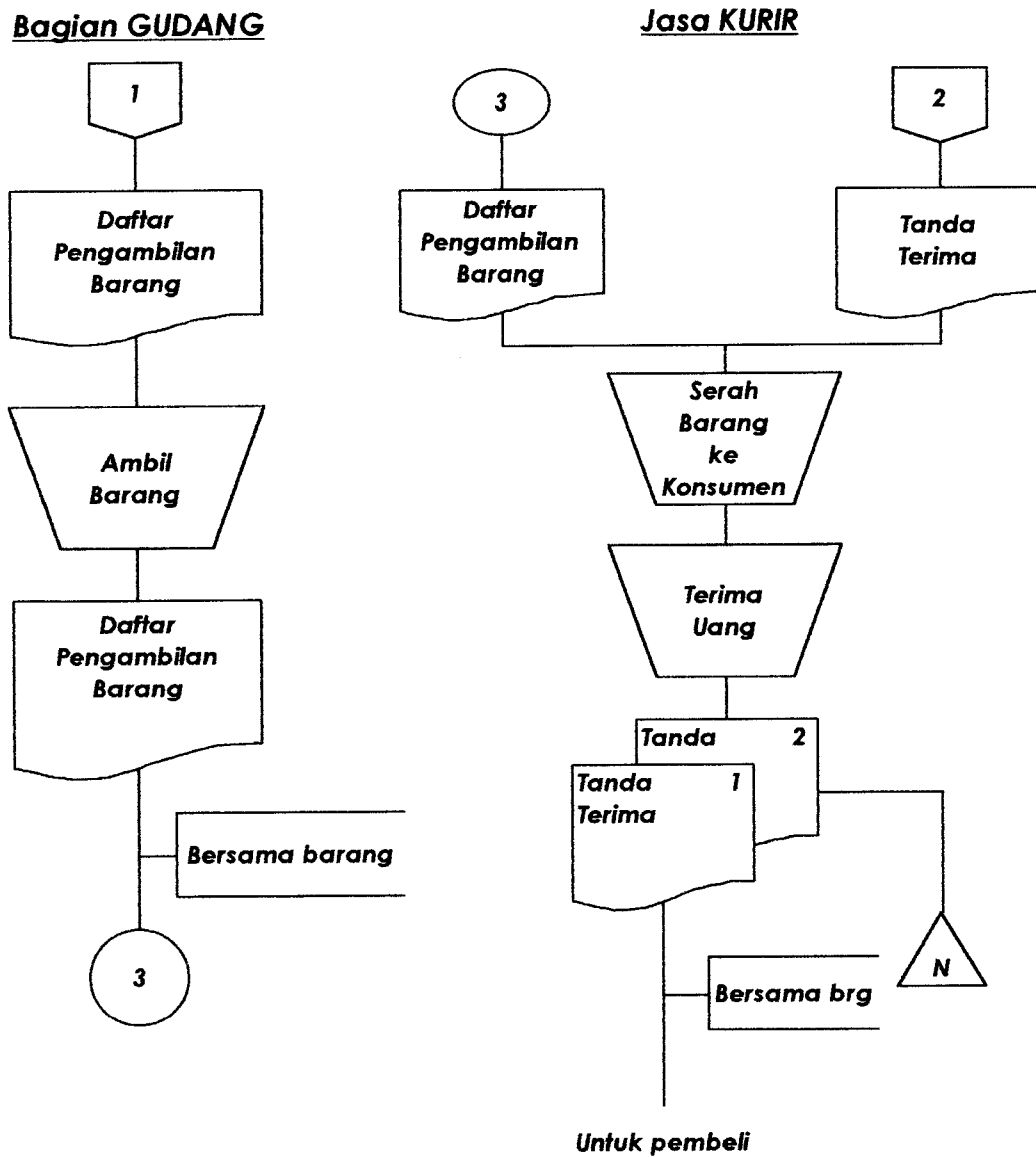 Bagian GUDANG
1
Daftar
Pengambilan
Barang
Ambil
Barang
Daftar
Pengambilan
Barang
Bersama barang
3
Jasa KURIR
3
2
Daftar
Pengambilan
Barang
Tanda
Terima
Serah
Barang
ke
Konsumen
Terima
Uang
Tanda 2
Tanda 1
Terima
N
Bersama brg
Untuk pembeli